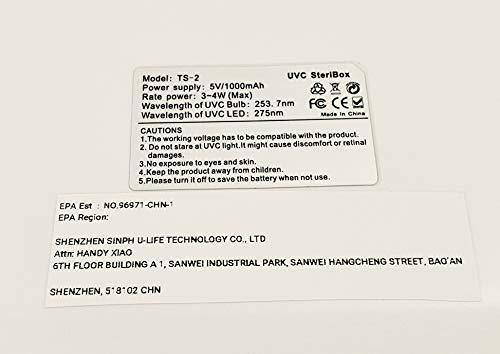 Model: TS-2 UVC SteriBox
Power supply: 5V/1000mAh
Rate power: 3~4W (Max)
Wavelength of UVC Bulb: 253.7nm
Wavelength of UVC LED: 275nm Made In China
CAUTIONS
1.The working voltage has to be compatible with the product.
2. Do not stare at UVC light.It might cause discomfort or retinal
damages.
3.No exposure to eyes and skin.
4.Keep the product away from children.
5.Please turn it off to save the battery when not used.
EPA Est : NO.96971-CHN-1
EPA Region:
SHENZHEN SINPH U-LIFE TECHNOLOGY CO., LTD
Attn: HANDY XIAO
6TH FLOOR BUILDING A 1, SANWEI INDUSTRIAL PARK, SANWEI HANGCHENG STREET, BAO'AN
SHENZHEN, 518102 CHN